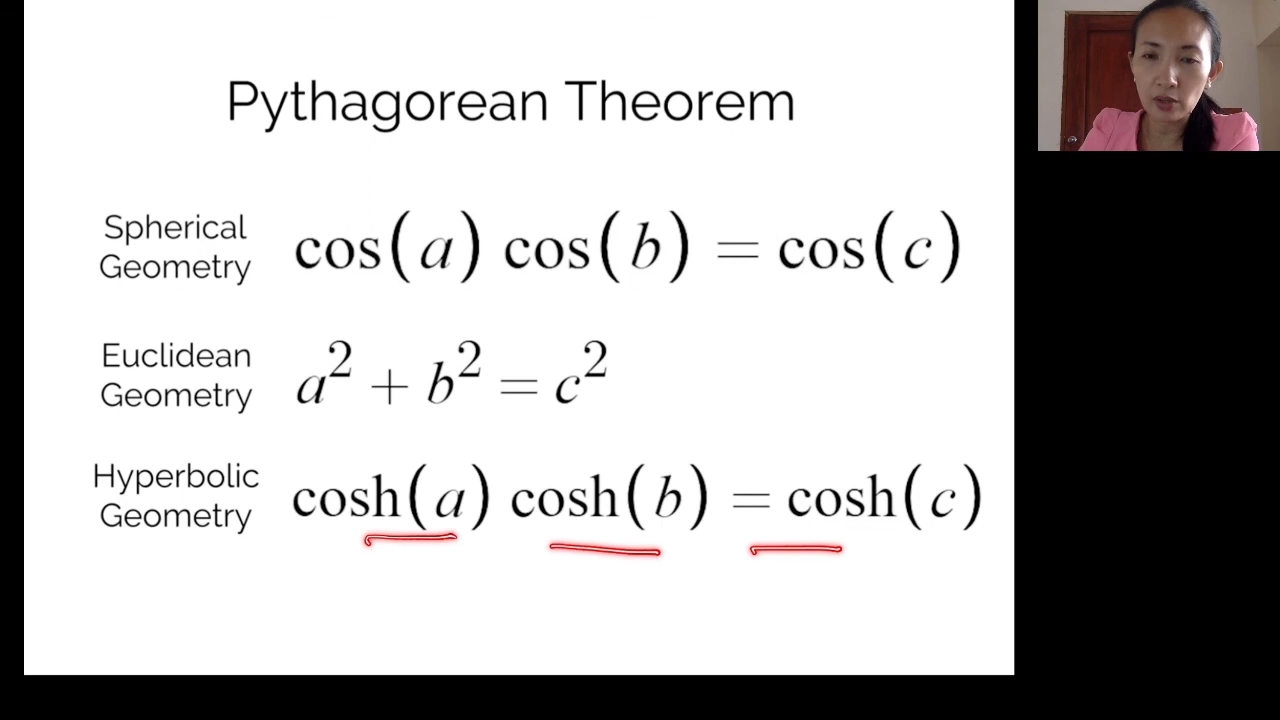 Pythagorean Theorem
Spherical
Geometry
cos(a) cos(b) = cos(c)
Euclidean
Geometry
a² + b² = c²
Hyperbolic
Geometry
cosh(a) cosh(b) = cosh(c)